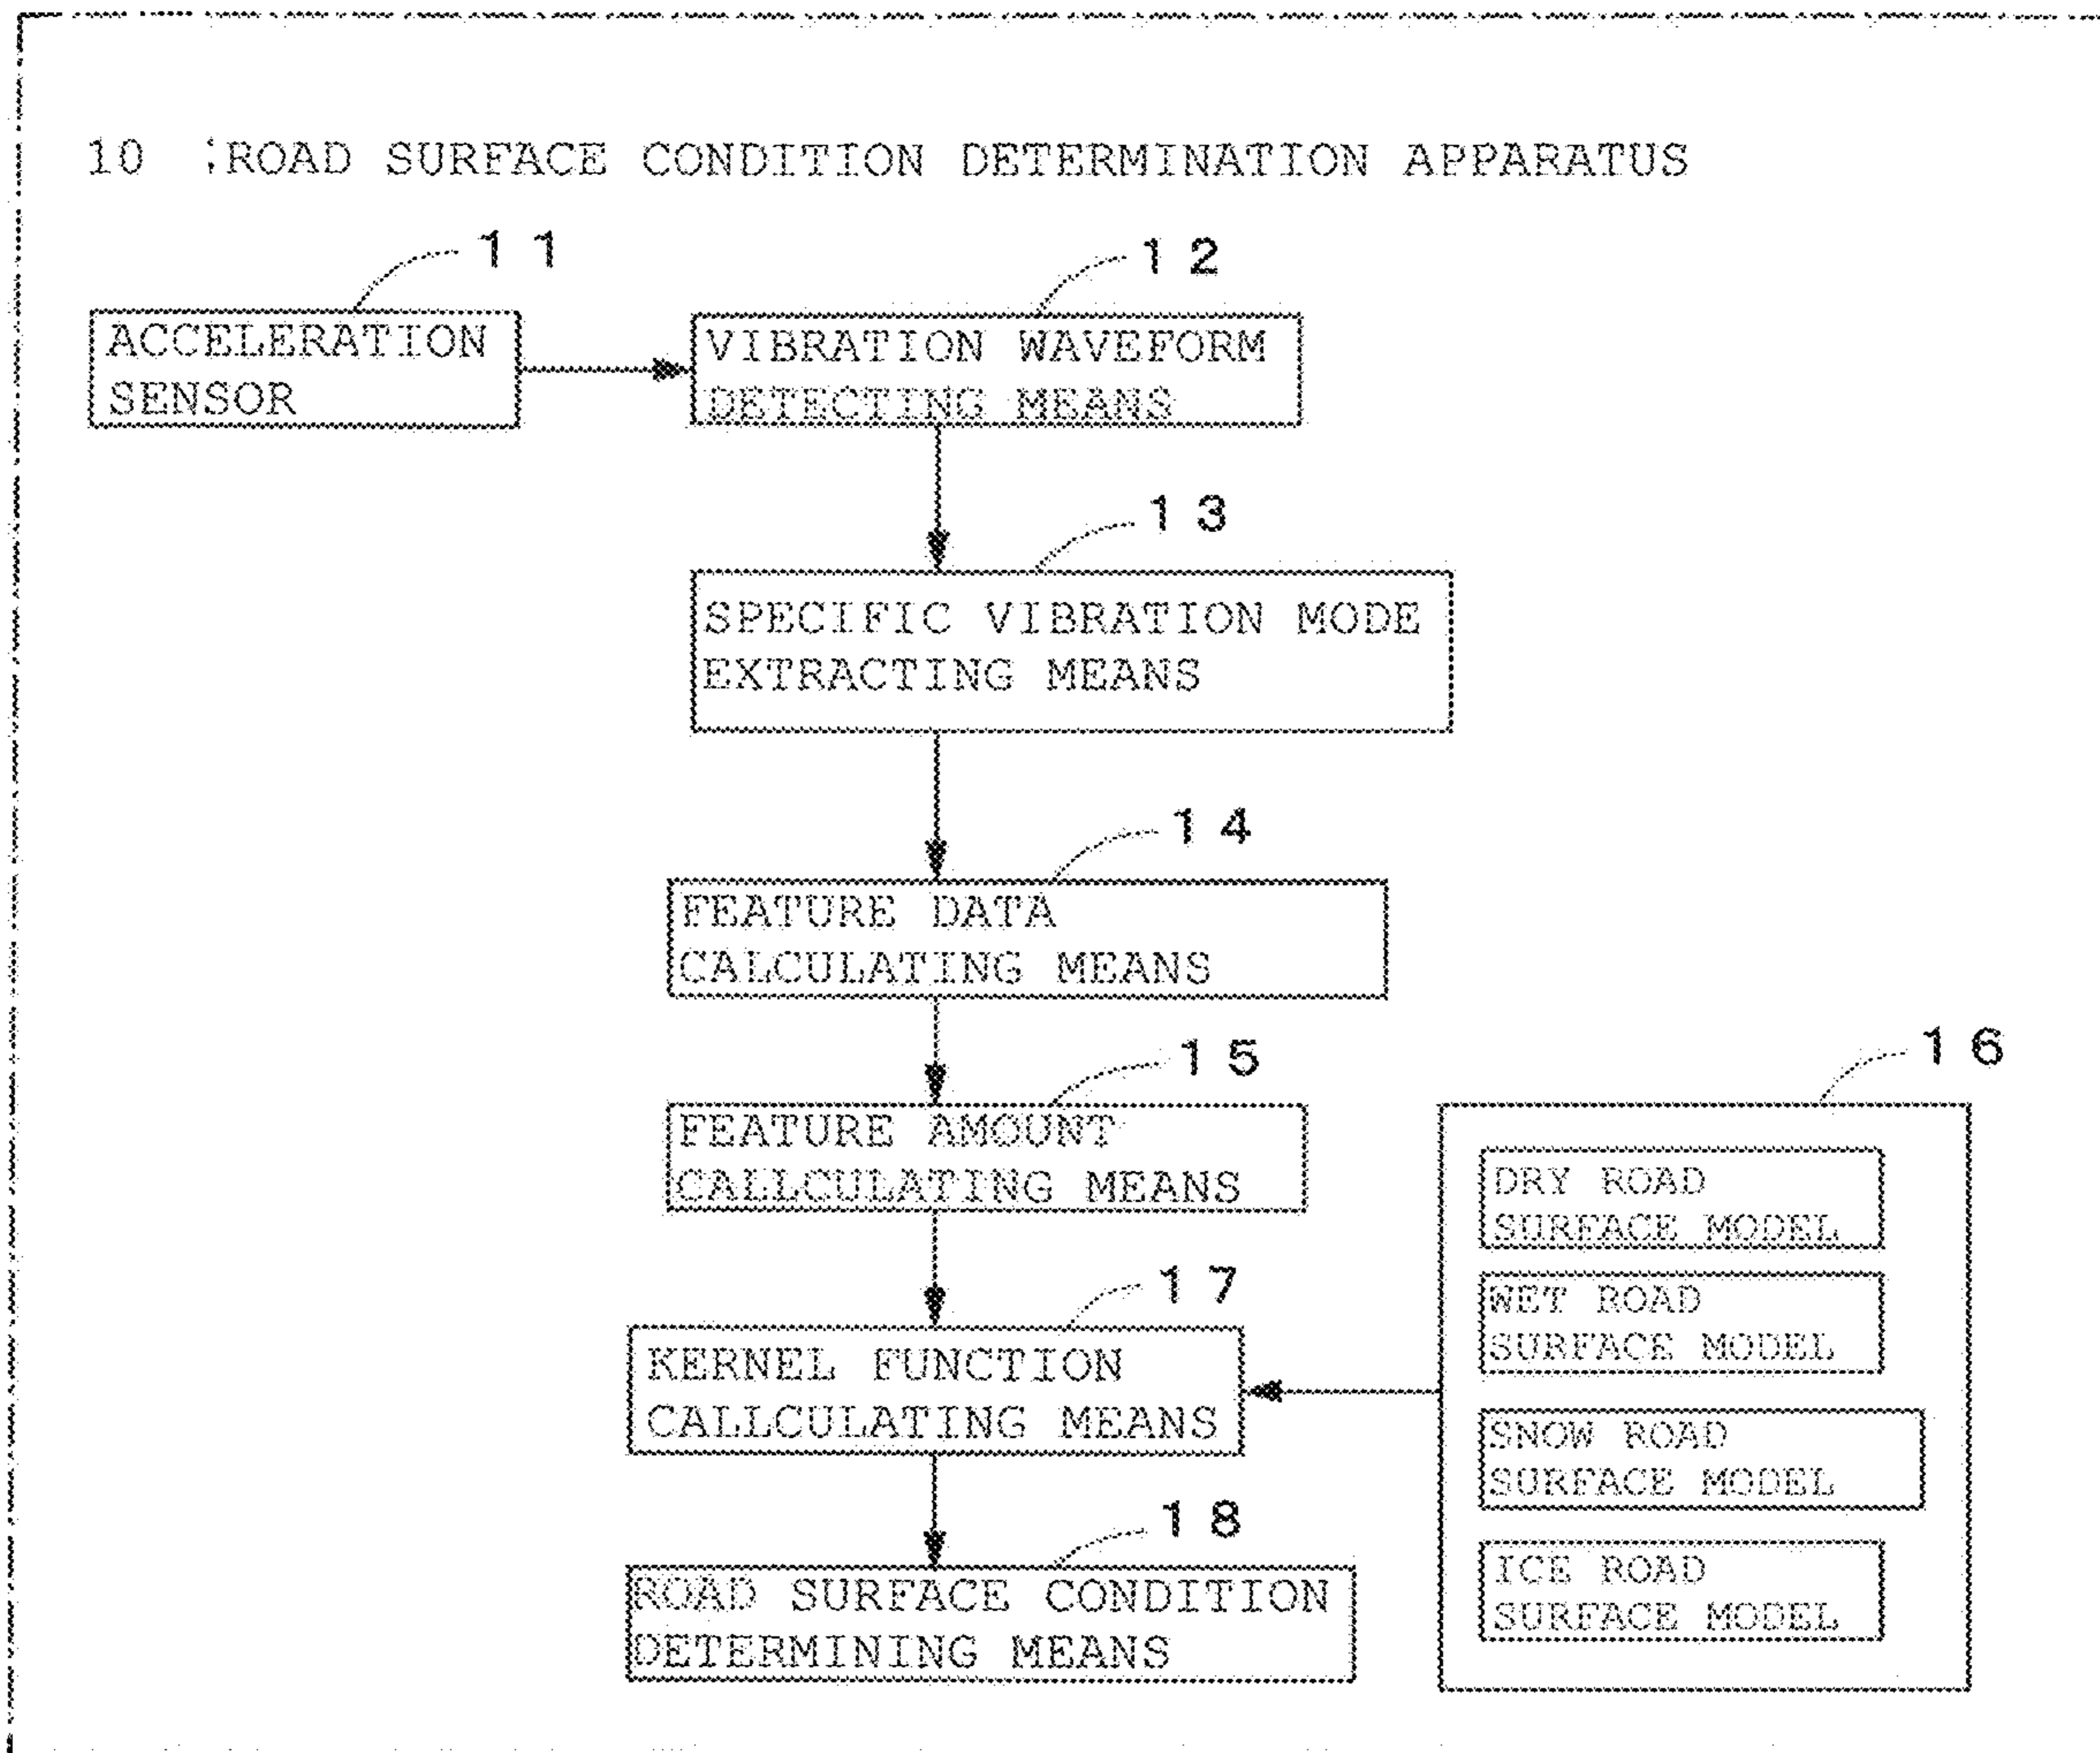 10 :ROAD SURFACE CONDITION DETERMINATION APPARATUS
11
ACCELERATION
SENSOR
12
VIBRATION WAVEFORM
DETECTING MEANS
13
SPECIFIC VIBRATION MODE
EXTRACTING MEANS
14
FEATURE DATA
CALCULATING MEANS
15
FEATURE AMOUNT
CALLCULATING MEANS
16
DRY ROAD
SURFACE MODEL
WET ROAD
SURFACE MODEL
SNOW ROAD
SURFACE MODEL
ICE ROAD
SURFACE MODEL
17
KERNEL FUNCTION
CALLCULATING MEANS
18
ROAD SURFACE CONDITION
DETERMINING MEANS